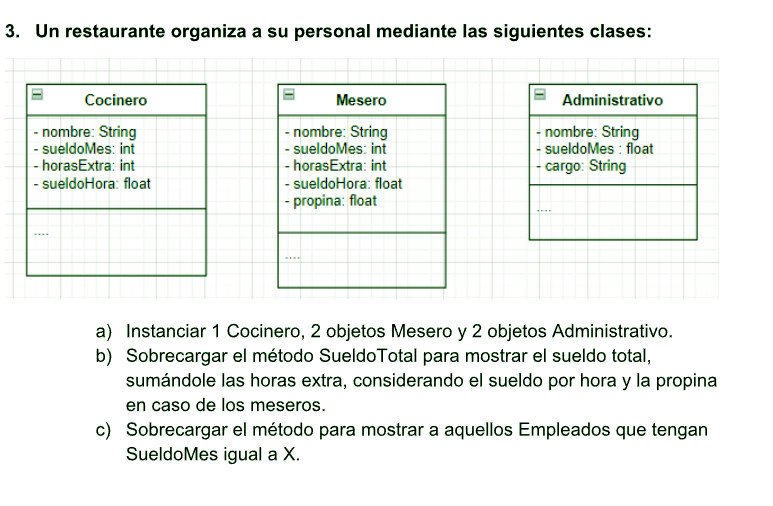 3. Un restaurante organiza a su personal mediante las siguientes clases:
Cocinero
- nombre: String
- sueldoMes: int
- horasExtra: int
- sueldoHora: float
....
Mesero
- nombre: String
- sueldoMes: int
- horasExtra: int
- sueldoHora: float
- propina: float
....
Administrativo
- nombre: String
- sueldoMes : float
- cargo: String
....
a) Instanciar 1 Cocinero, 2 objetos Mesero y 2 objetos Administrativo.
b) Sobrecargar el método SueldoTotal para mostrar el sueldo total,
sumándole las horas extra, considerando el sueldo por hora y la propina
en caso de los meseros.
c) Sobrecargar el método para mostrar a aquellos Empleados que tengan
SueldoMes igual a X.